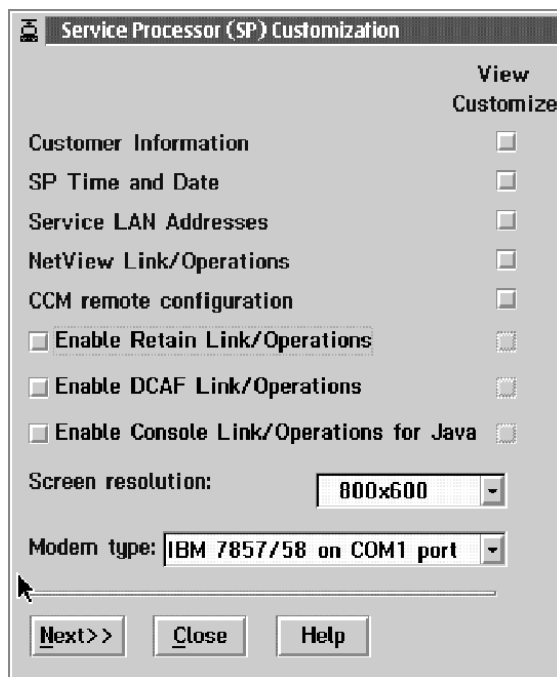 Service Processor (SP) Customization
View
Customize
Customer Information
SP Time and Date
Service LAN Addresses
NetView Link/Operations
CCM remote configuration
Enable Retain Link/Operations
Enable DCAF Link/Operations
Enable Console Link/Operations for Java
Screen resolution: 800x600
Modem type: IBM 7857/58 on COM1 port
Next>> Close Help